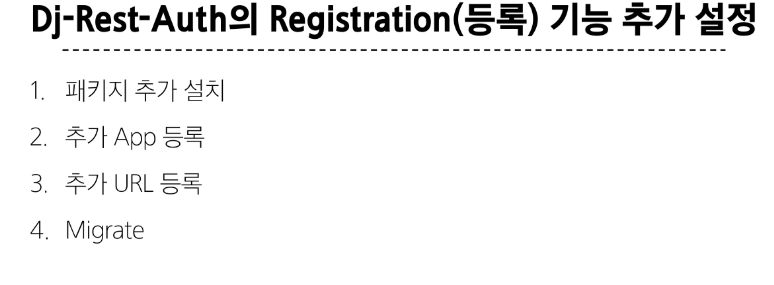 Dj-Rest-Auth의 Registration(등록) 기능 추가 설정
1. 패키지 추가 설치
2. 추가 App 등록
3. 추가 URL 등록
4. Migrate